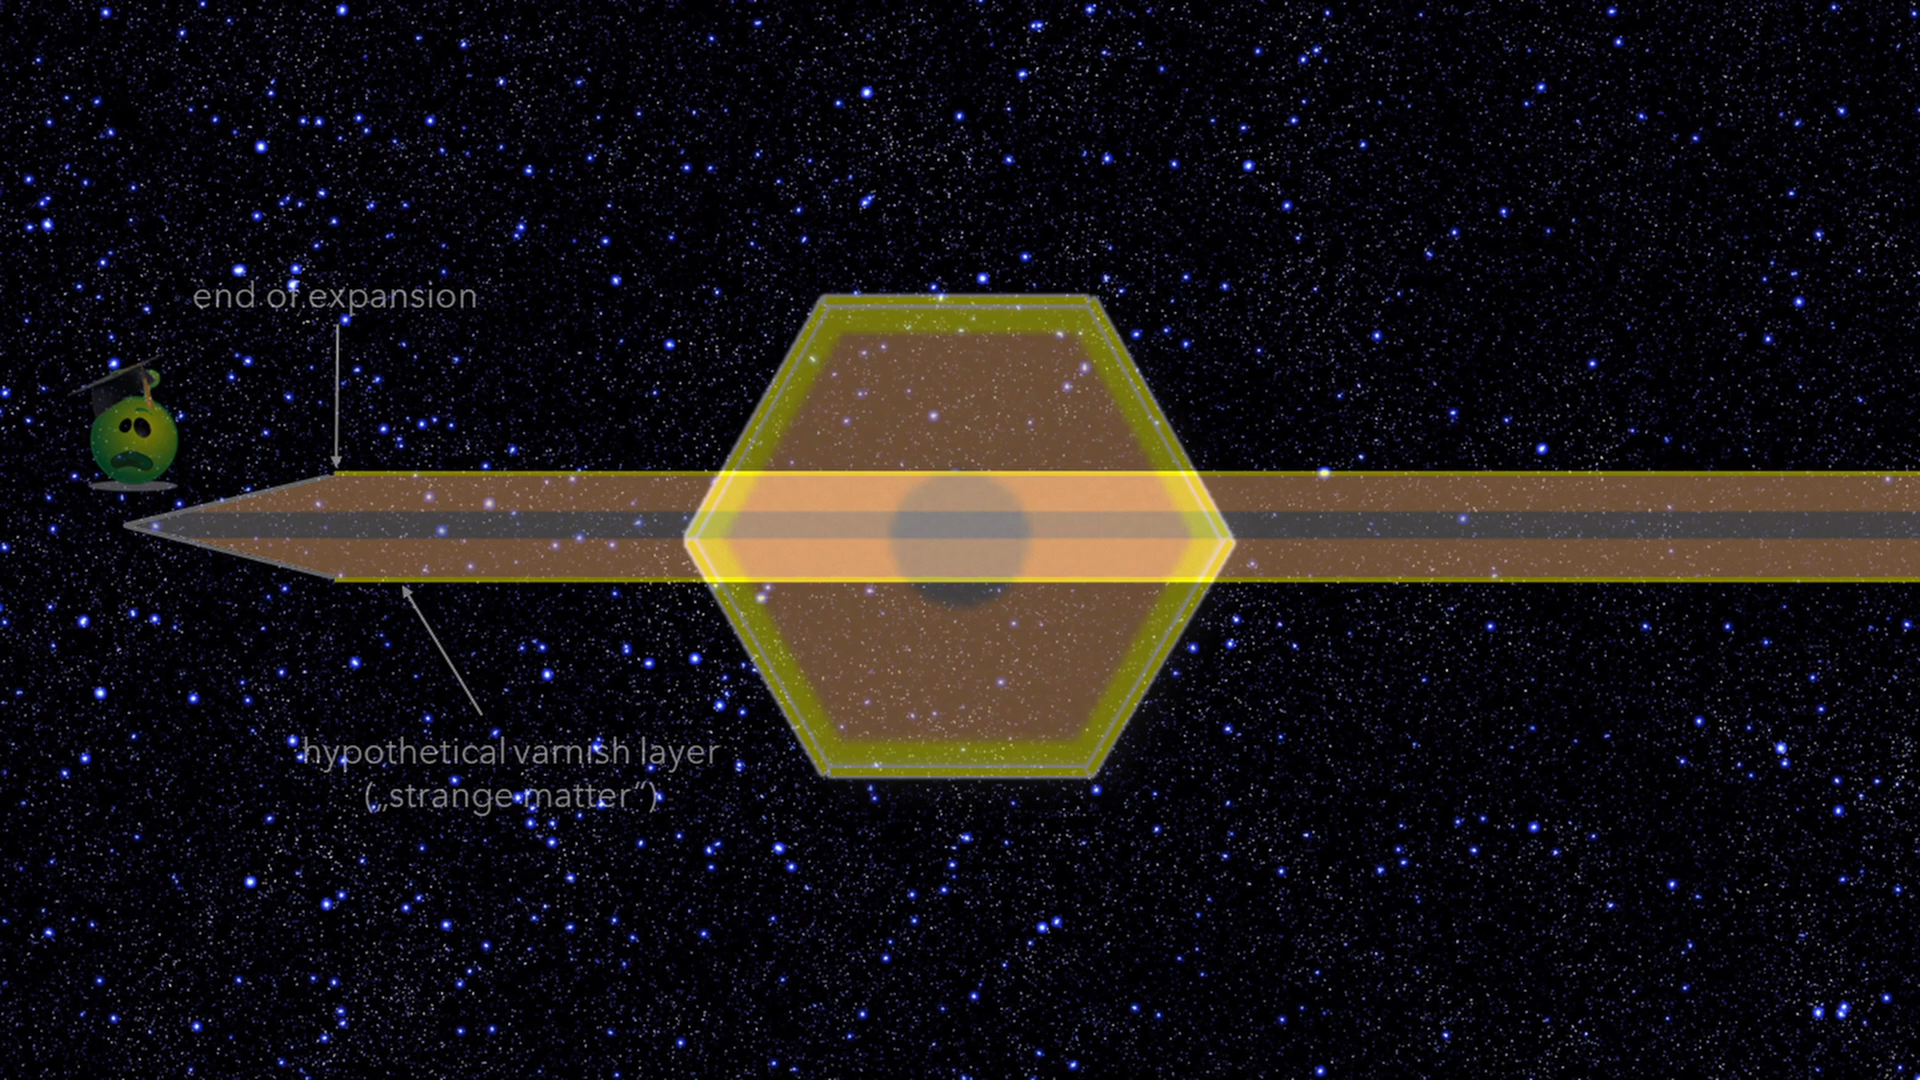 end of expansion
hypothetical varnish layer
(„strange matter“)